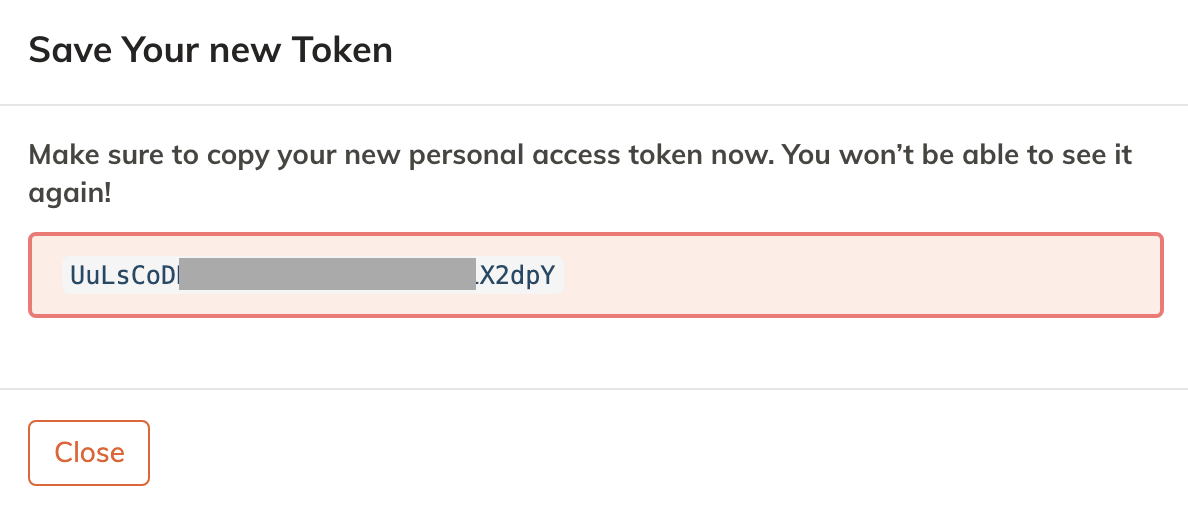 Save Your new Token
Make sure to copy your new personal access token now. You won’t be able to see it
again!
UuLsCoD X2dpY
Close